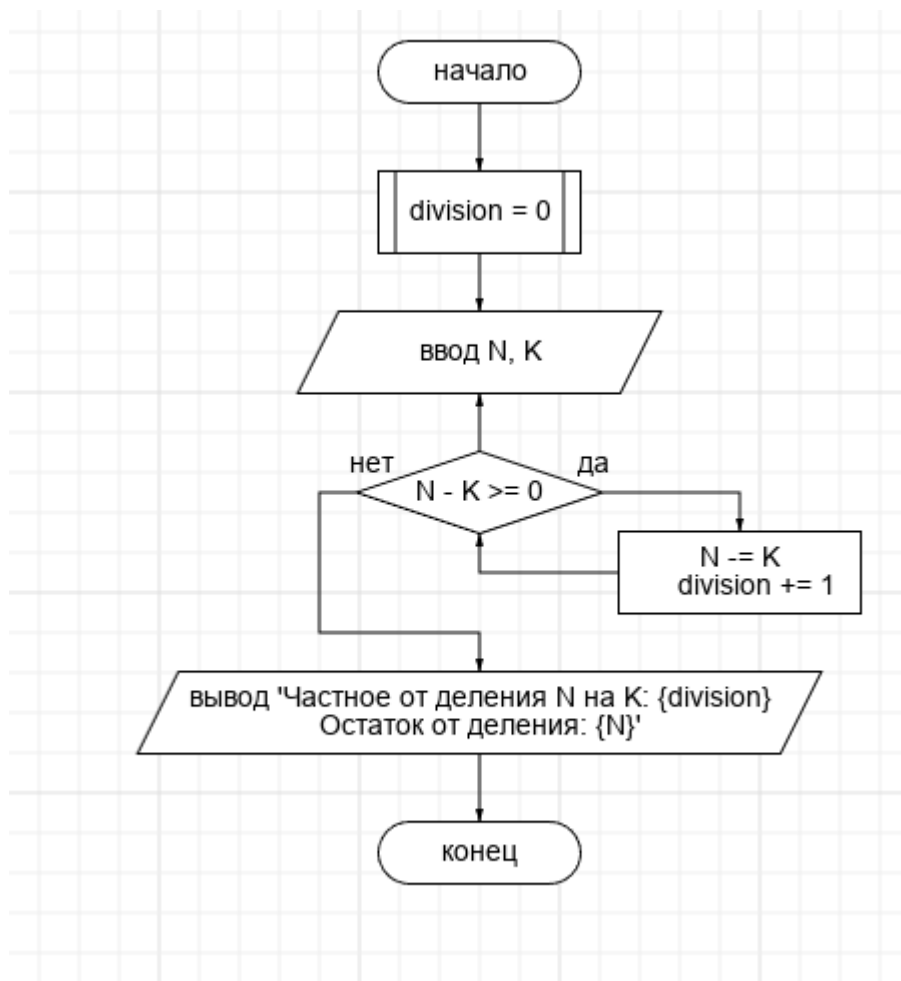 начало
division = 0
ввод N, K
нет
да
N - K >= 0
N -= K
division += 1
вывод 'Частное от деления N на K: {division}
Остаток от деления: {N}'
конец